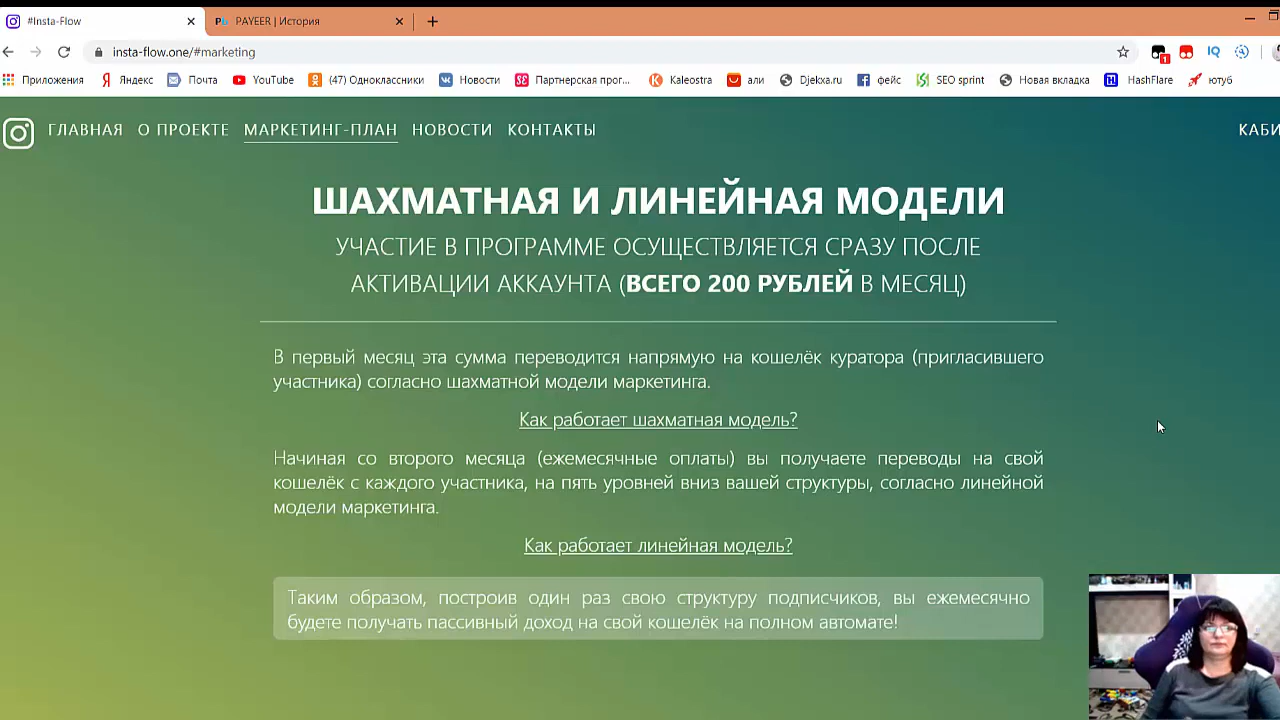 #Insta-Flow
PAYEER | История
insta-flow.one/#marketing
Приложения Яндекс Почта YouTube (47) Одноклассники Новости Партнерская прог... Kaleostra али Djekxa.ru фейс SEO sprint Новая вкладка HashFlare ютуб
ГЛАВНАЯ О ПРОЕКТЕ МАРКЕТИНГ-ПЛАН НОВОСТИ КОНТАКТЫ КАБИ
ШАХМАТНАЯ И ЛИНЕЙНАЯ МОДЕЛИ
УЧАСТИЕ В ПРОГРАММЕ ОСУЩЕСТВЛЯЕТСЯ СРАЗУ ПОСЛЕ
АКТИВАЦИИ АККАУНТА (ВСЕГО 200 РУБЛЕЙ В МЕСЯЦ)
В первый месяц эта сумма переводится напрямую на кошелёк куратора (пригласившего
участника) согласно шахматной модели маркетинга.
Как работает шахматная модель?
Начиная со второго месяца (ежемесячные оплаты) вы получаете переводы на свой
кошелёк с каждого участника, на пять уровней вниз вашей структуры, согласно линейной
модели маркетинга.
Как работает линейная модель?
Таким образом, построив один раз свою структуру подписчиков, вы ежемесячно
будете получать пассивный доход на свой кошелёк на полном автомате!